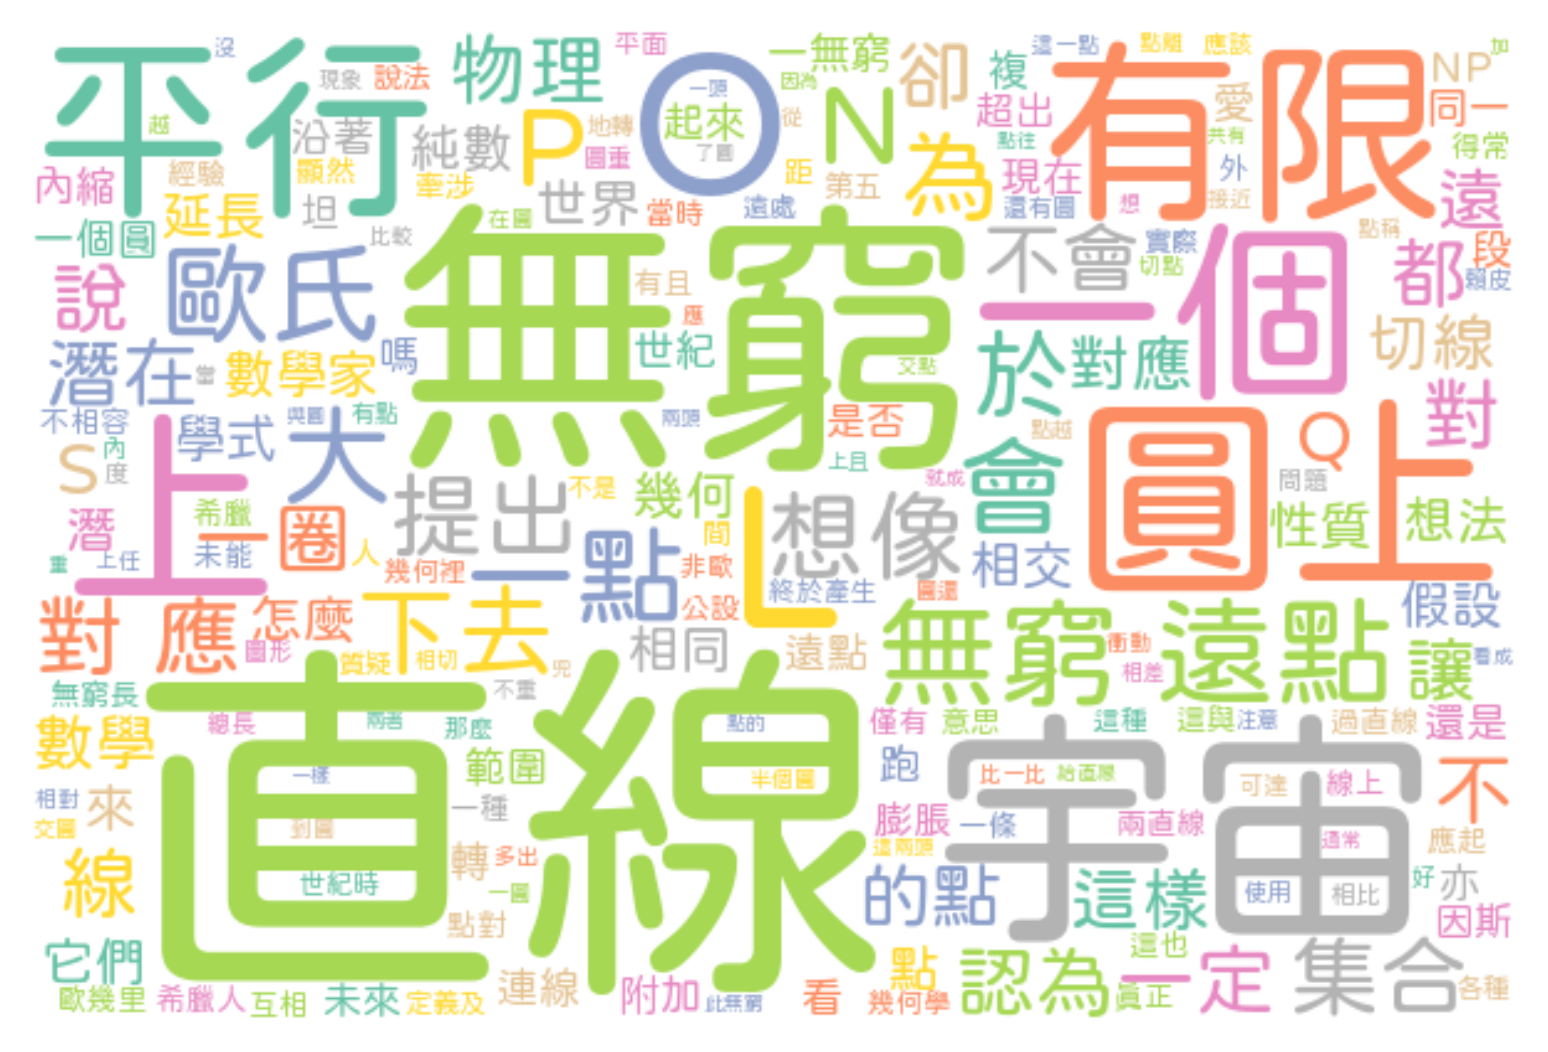 平行 沒 物理 平面 一無窮 卻 複 這一點 點離 應該 有限 NP 加
現象 說法 O 一頭 因為 N 超出 愛 同一
越 沿著 純數 P 地轉 起來 從 點往 共有 得常
了圓 圓重 為
內縮 經驗 顯然 牽涉 距 第五 現在 外 遠
延長 坦 世界 當時 遠處 還有圓 想 接近
一個圓 比較 在圓 無窮 不會 實際 個 點稱 都 段
說 歐氏 有且 切點 賴皮
應 一
潛在 數學家 嗎 世紀 交點 於 對應 切線
當
不相容 與圓 有點 兩頭 是否 點越 圓 Q 上 對
上 學式 大 上且 會
S 內 度 提出 不是 幾何 就成 問題
潛 希臘 一 圈 間 想像 性質 想法
重 上任 未能 人 幾何裡 一點 非歐 L 相交
公設 終於產生 圓還 假設
對應 怎麼 下去 相同 無窮遠點
圓形 質疑 相切 兜 遠點 衝動 讓 看成
相差
無窮長 直線 不重
數學 總長 兩者 那麼 點的 僅有 意思 這種 這與 注意 過直線 還是
一樣 範圍 半個圓 跑 宇宙 比一比 給直線 可達 線上 不
相對 來 一種 膨脹 一條 兩直線
交圓 到圓 這兩頭 通常 應起
線 世紀時 轉 多出 一圓 的點 這樣 使用 相比 好 亦
點對 因斯
它們 連線 點 認為 這也 一定 集合
歐幾里 希臘人 互相 未來 定義及 附加 此無窮 看 幾何學 真正 各種